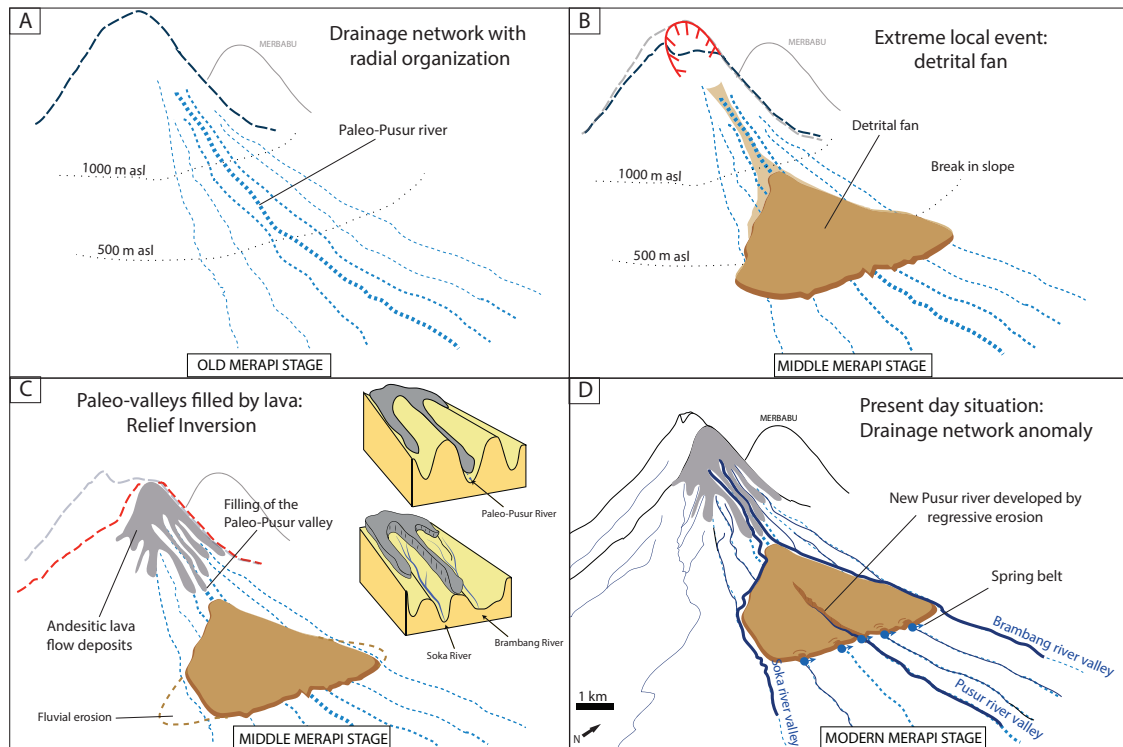 A
Drainage network with
radial organization
MERBABU
Paleo-Pusur river
1000 m asl
500 m asl
OLD MERAPI STAGE
B
Extreme local event:
detrital fan
MERBABU
Detrital fan
Break in slope
1000 m asl
500 m asl
MIDDLE MERAPI STAGE
C
Paleo-valleys filled by lava:
Relief Inversion
Filling of the
Paleo-Pusur valley
Andesitic lava
flow deposits
Fluvial erosion
Paleo-Pusur River
Brambang River
Soka River
MIDDLE MERAPI STAGE
D
Present day situation:
Drainage network anomaly
MERBABU
New Pusur river developed by
regressive erosion
Spring belt
Brambang river valley
Pusur river valley
Soka river valley
1 km
N
MODERN MERAPI STAGE